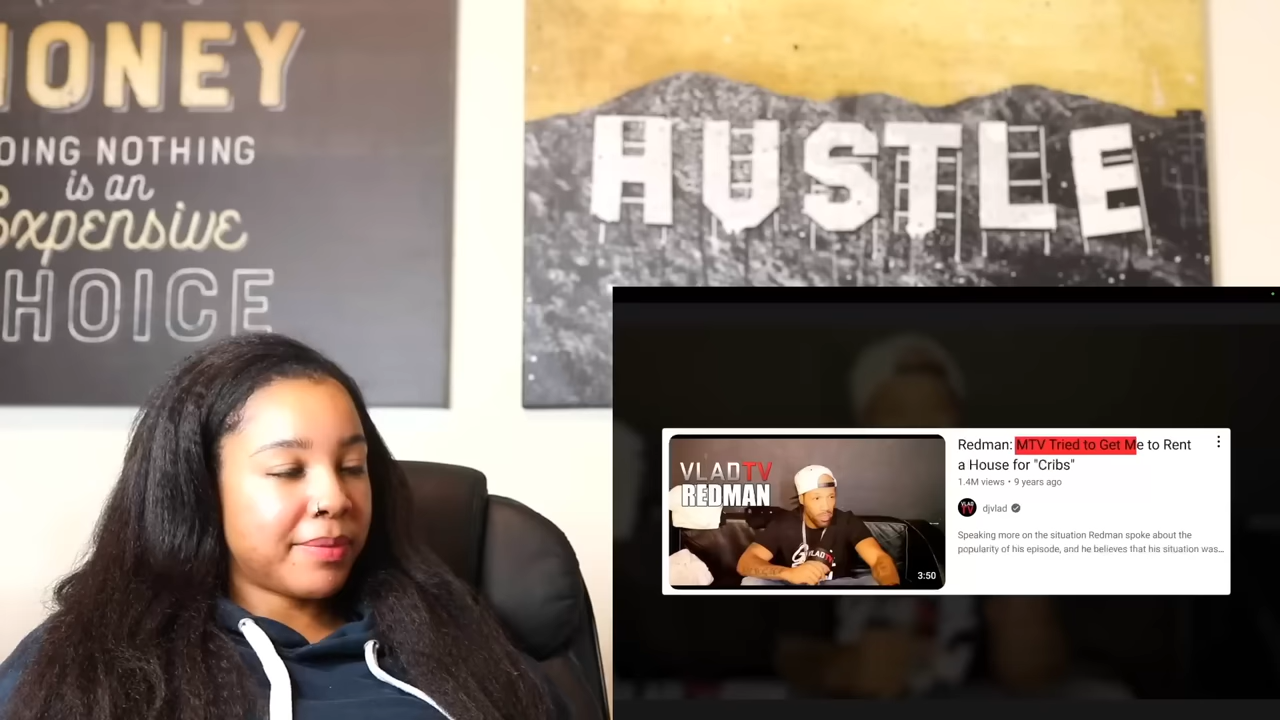 MONEY
DOING NOTHING
is an
Expensive
CHOICE
HUSTLE
VLADTV
REDMAN
3:50
Redman: MTV Tried to Get Me to Rent
a House for "Cribs"
1.4M views • 9 years ago
djvlad
Speaking more on the situation Redman spoke about the
popularity of his episode, and he believes that his situation was...